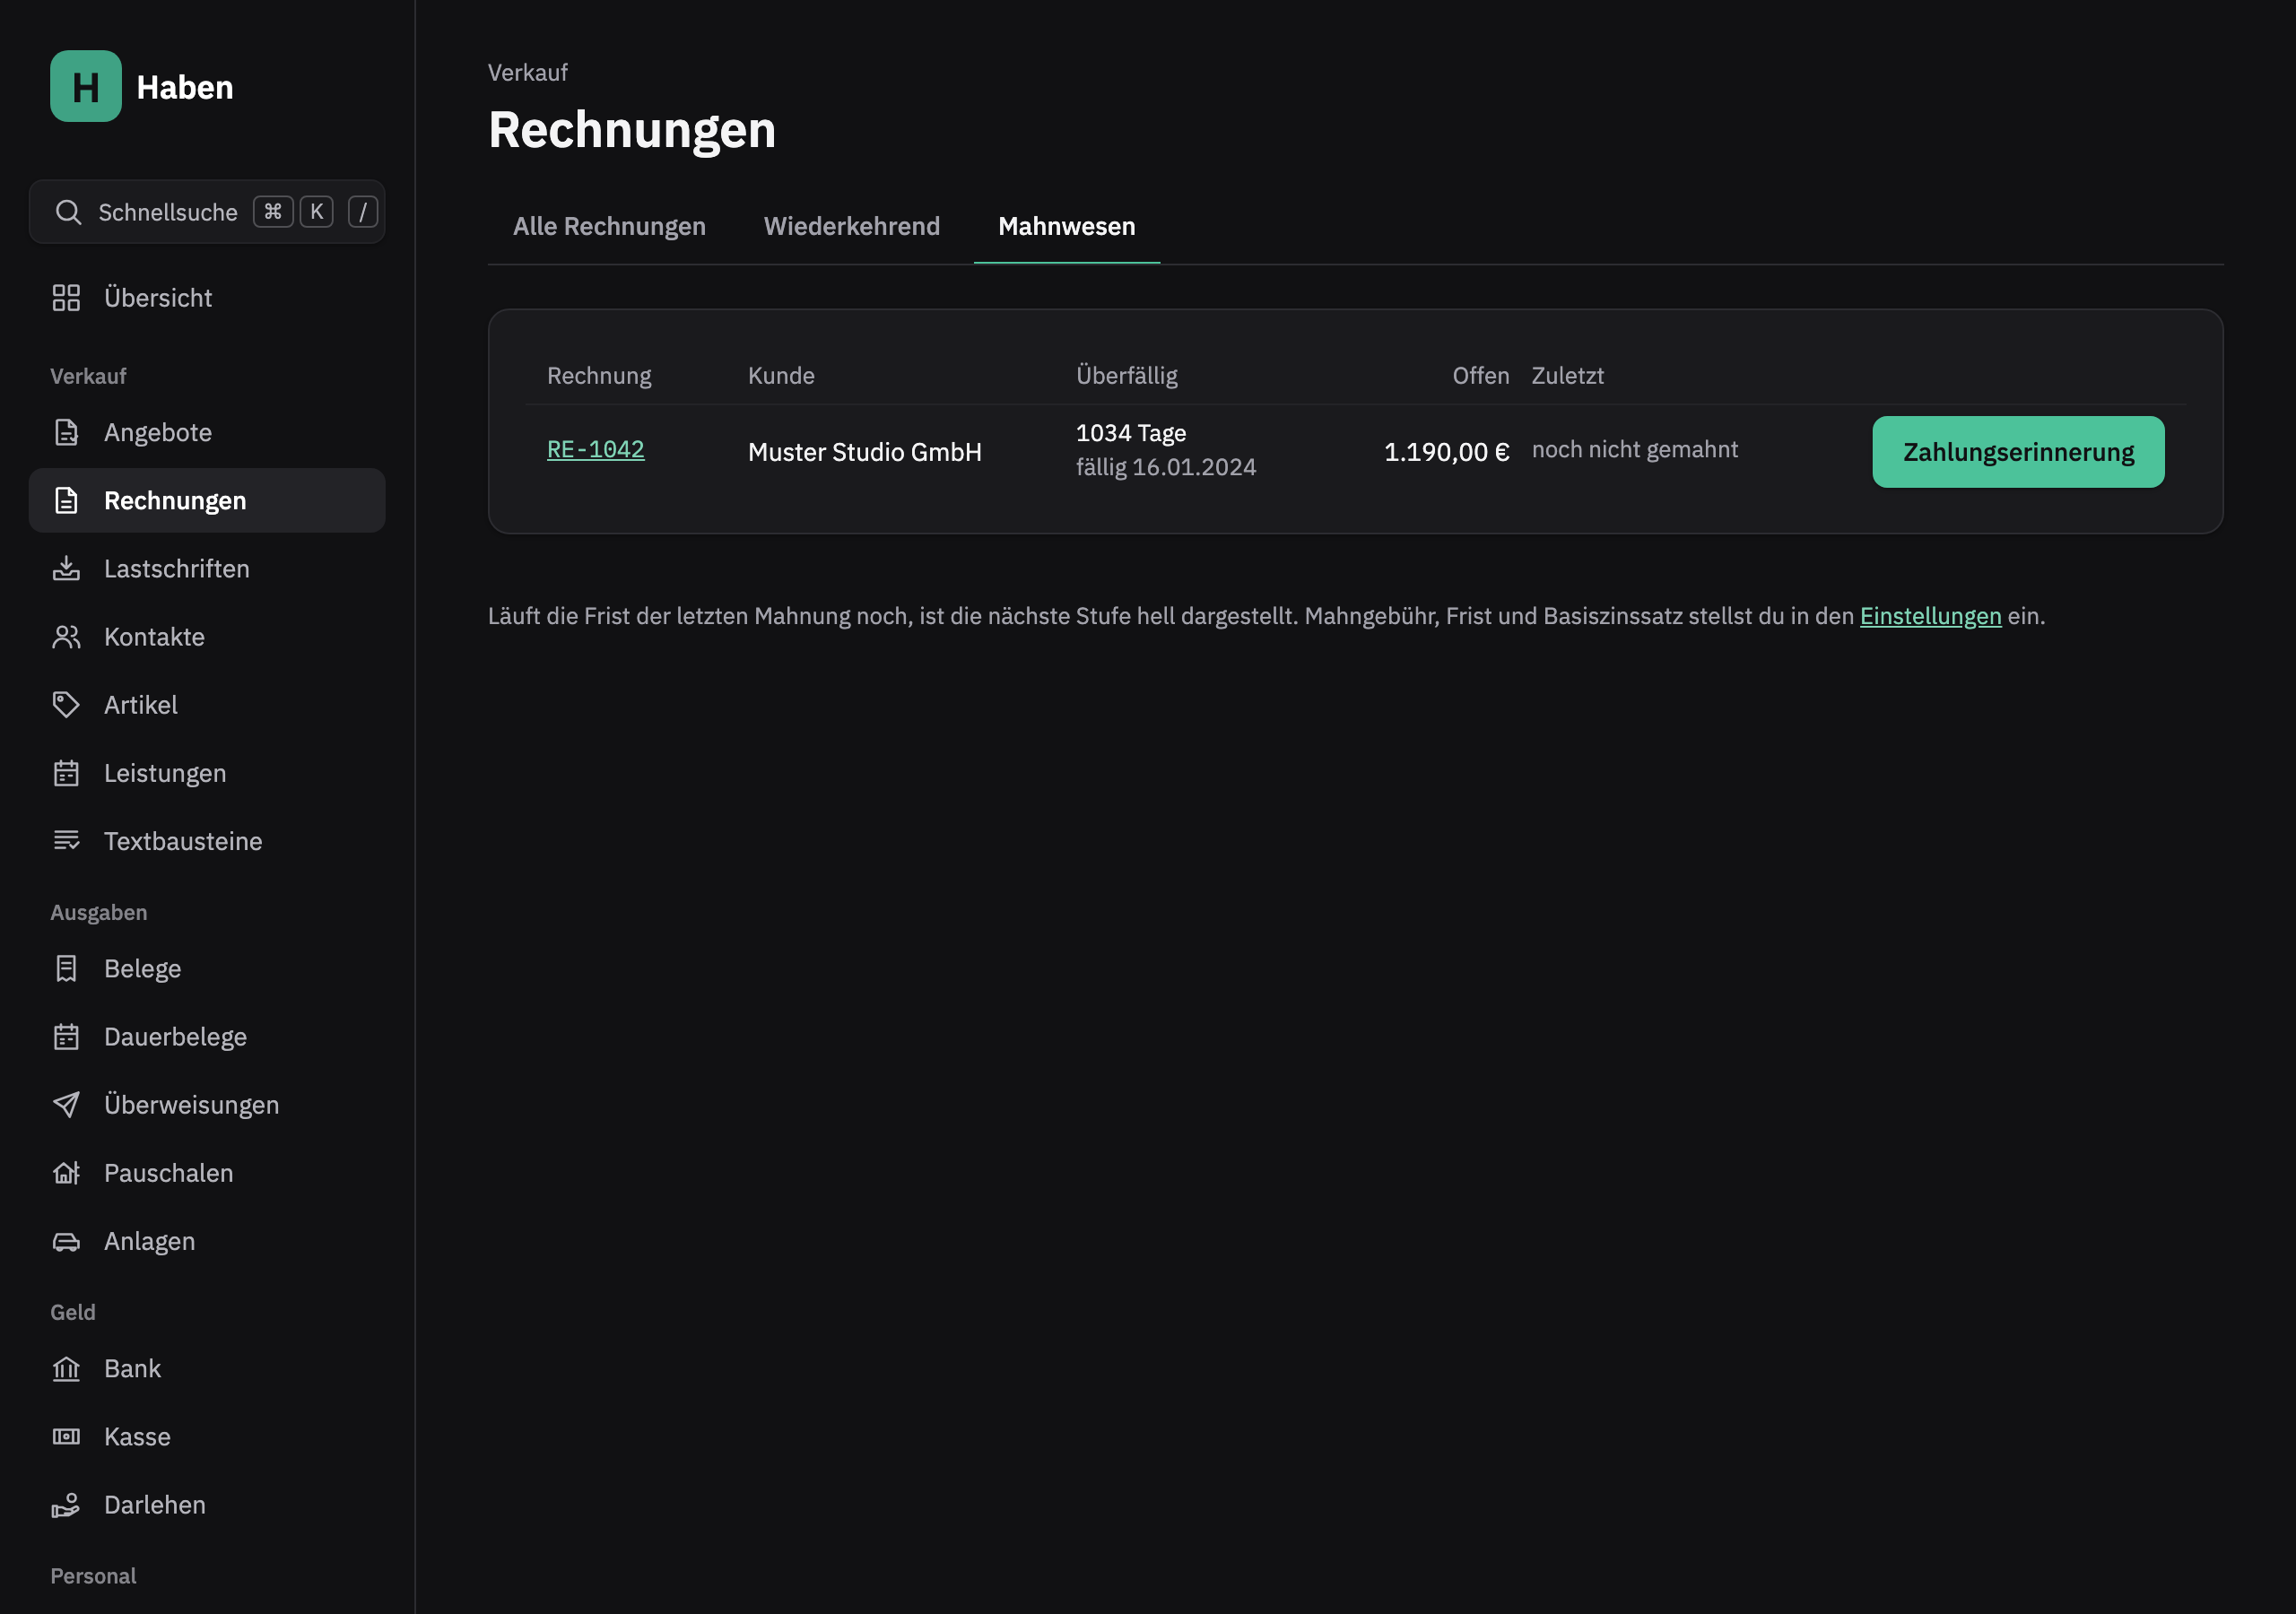 H Haben
Schnellsuche ⌘ K /
Übersicht
Verkauf
Angebote
Rechnungen
Lastschriften
Kontakte
Artikel
Leistungen
Textbausteine
Ausgaben
Belege
Dauerbelege
Überweisungen
Pauschalen
Anlagen
Geld
Bank
Kasse
Darlehen
Personal
Verkauf
Rechnungen
Alle Rechnungen Wiederkehrend Mahnwesen
Rechnung Kunde Überfällig Offen Zuletzt
RE-1042 Muster Studio GmbH 1034 Tage 1.190,00 € noch nicht gemahnt Zahlungserinnerung
fällig 16.01.2024
Läuft die Frist der letzten Mahnung noch, ist die nächste Stufe hell dargestellt. Mahngebühr, Frist und Basiszinssatz stellst du in den Einstellungen ein.